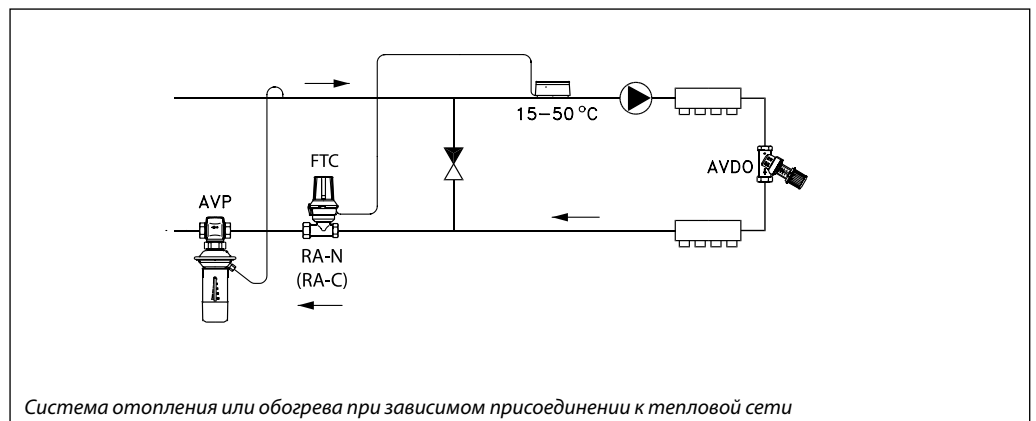 15–50 °C
FTC
AVDO
AVP
RA-N
(RA-C)
Система отопления или обогрева при зависимом присоединении к тепловой сети